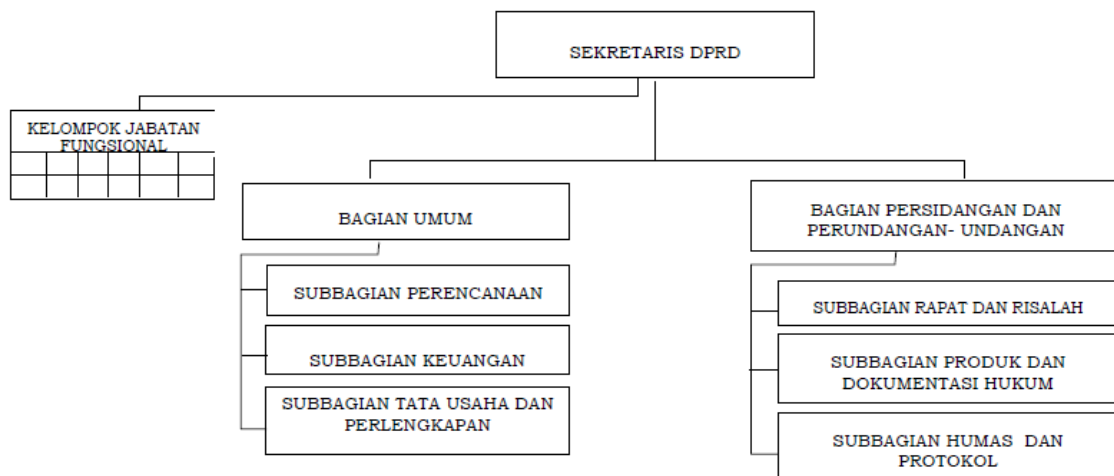 SEKRETARIS DPRD
KELOMPOK JABATAN
FUNGSIONAL
BAGIAN UMUM
SUBBAGIAN PERENCANAAN
SUBBAGIAN KEUANGAN
SUBBAGIAN TATA USAHA DAN
PERLENGKAPAN
BAGIAN PERSIDANGAN DAN
PERUNDANGAN- UNDANGAN
SUBBAGIAN RAPAT DAN RISALAH
SUBBAGIAN PRODUK DAN
DOKUMENTASI HUKUM
SUBBAGIAN HUMAS DAN
PROTOKOL